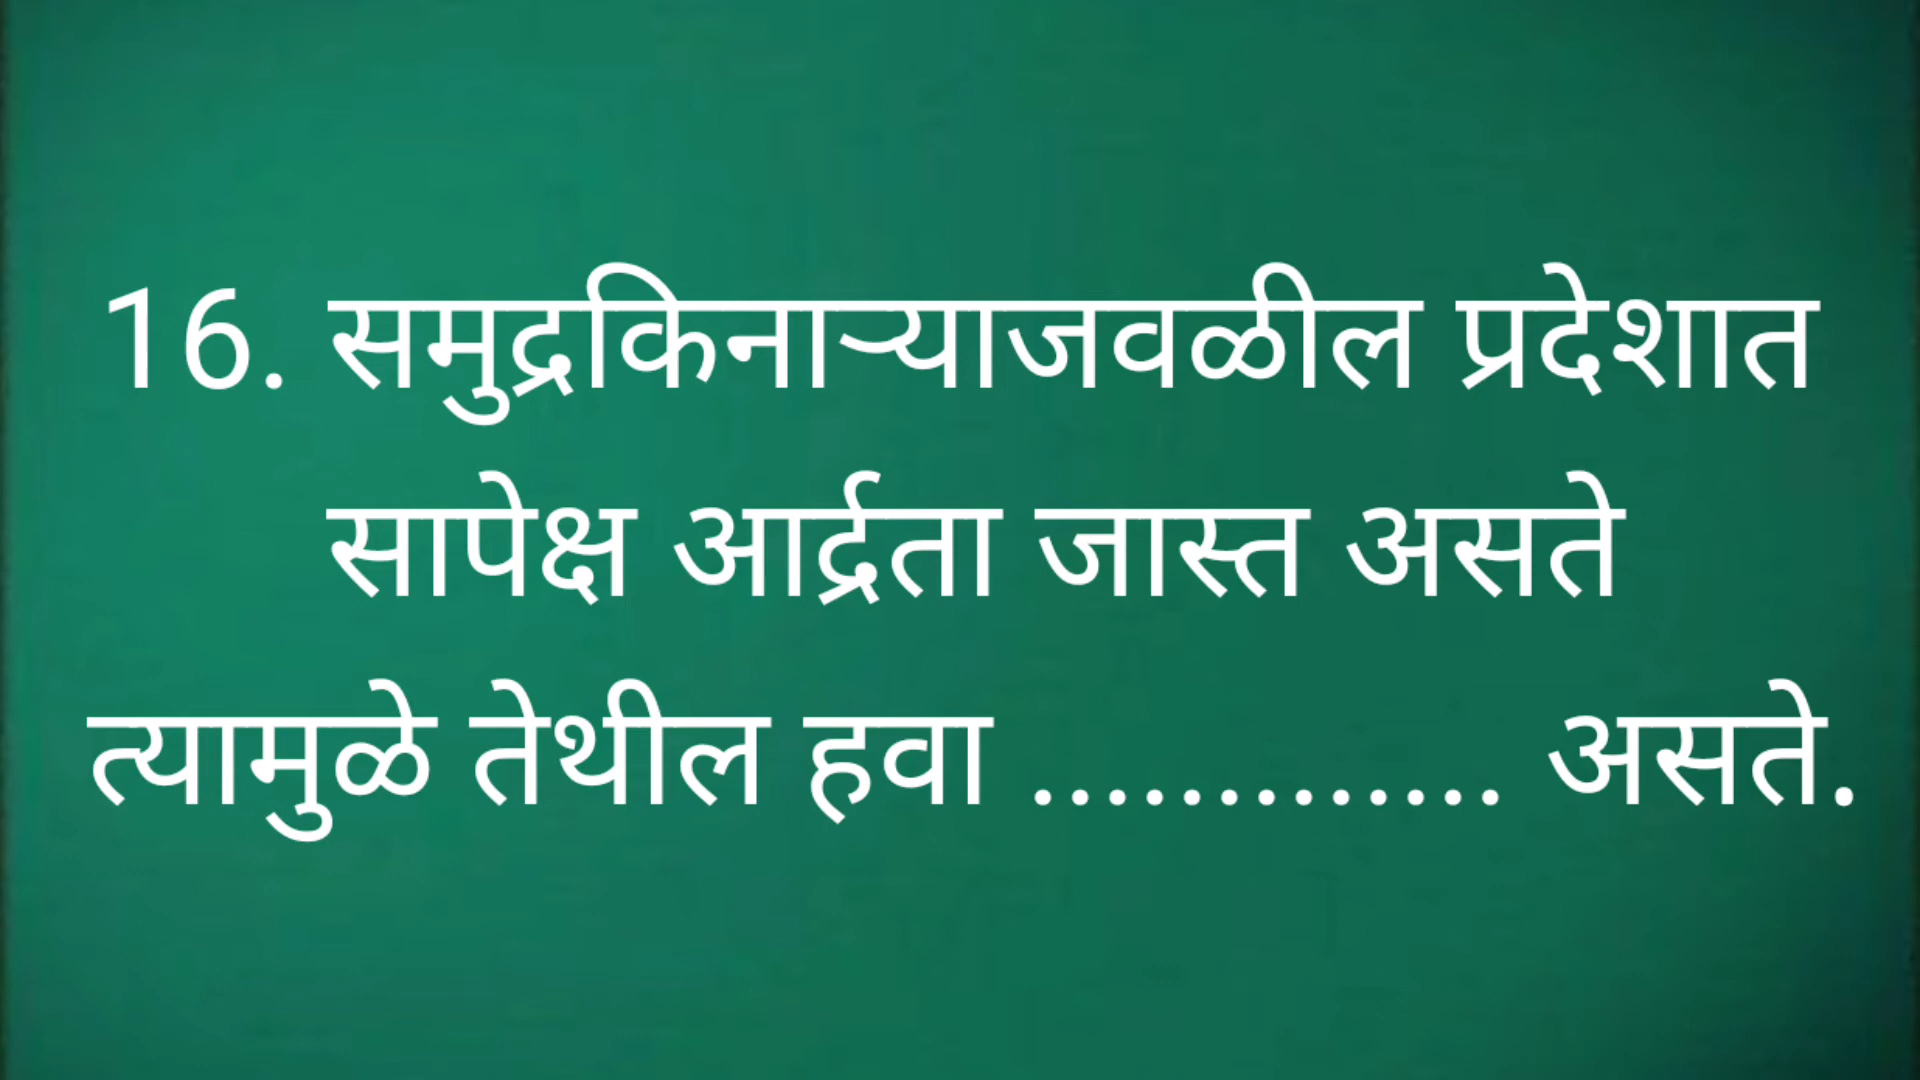 16. समुद्रकिनाऱ्याजवळील प्रदेशात
सापेक्ष आर्द्रता जास्त असते
त्यामुळे तेथील हवा ............. असते.